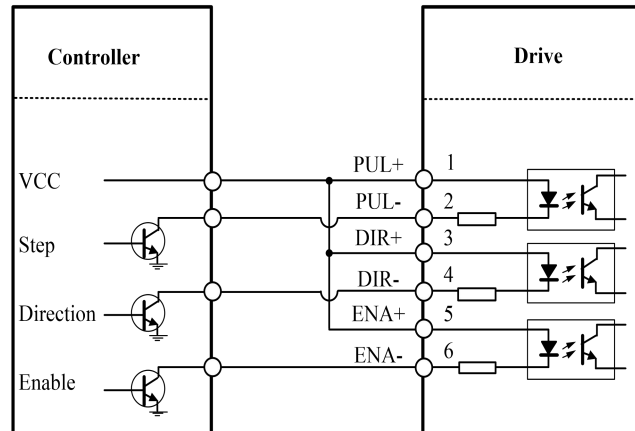 Controller
Drive
VCC
PUL+
1
PUL-
2
Step
DIR+
3
DIR-
4
Direction
ENA+
5
ENA-
6
Enable